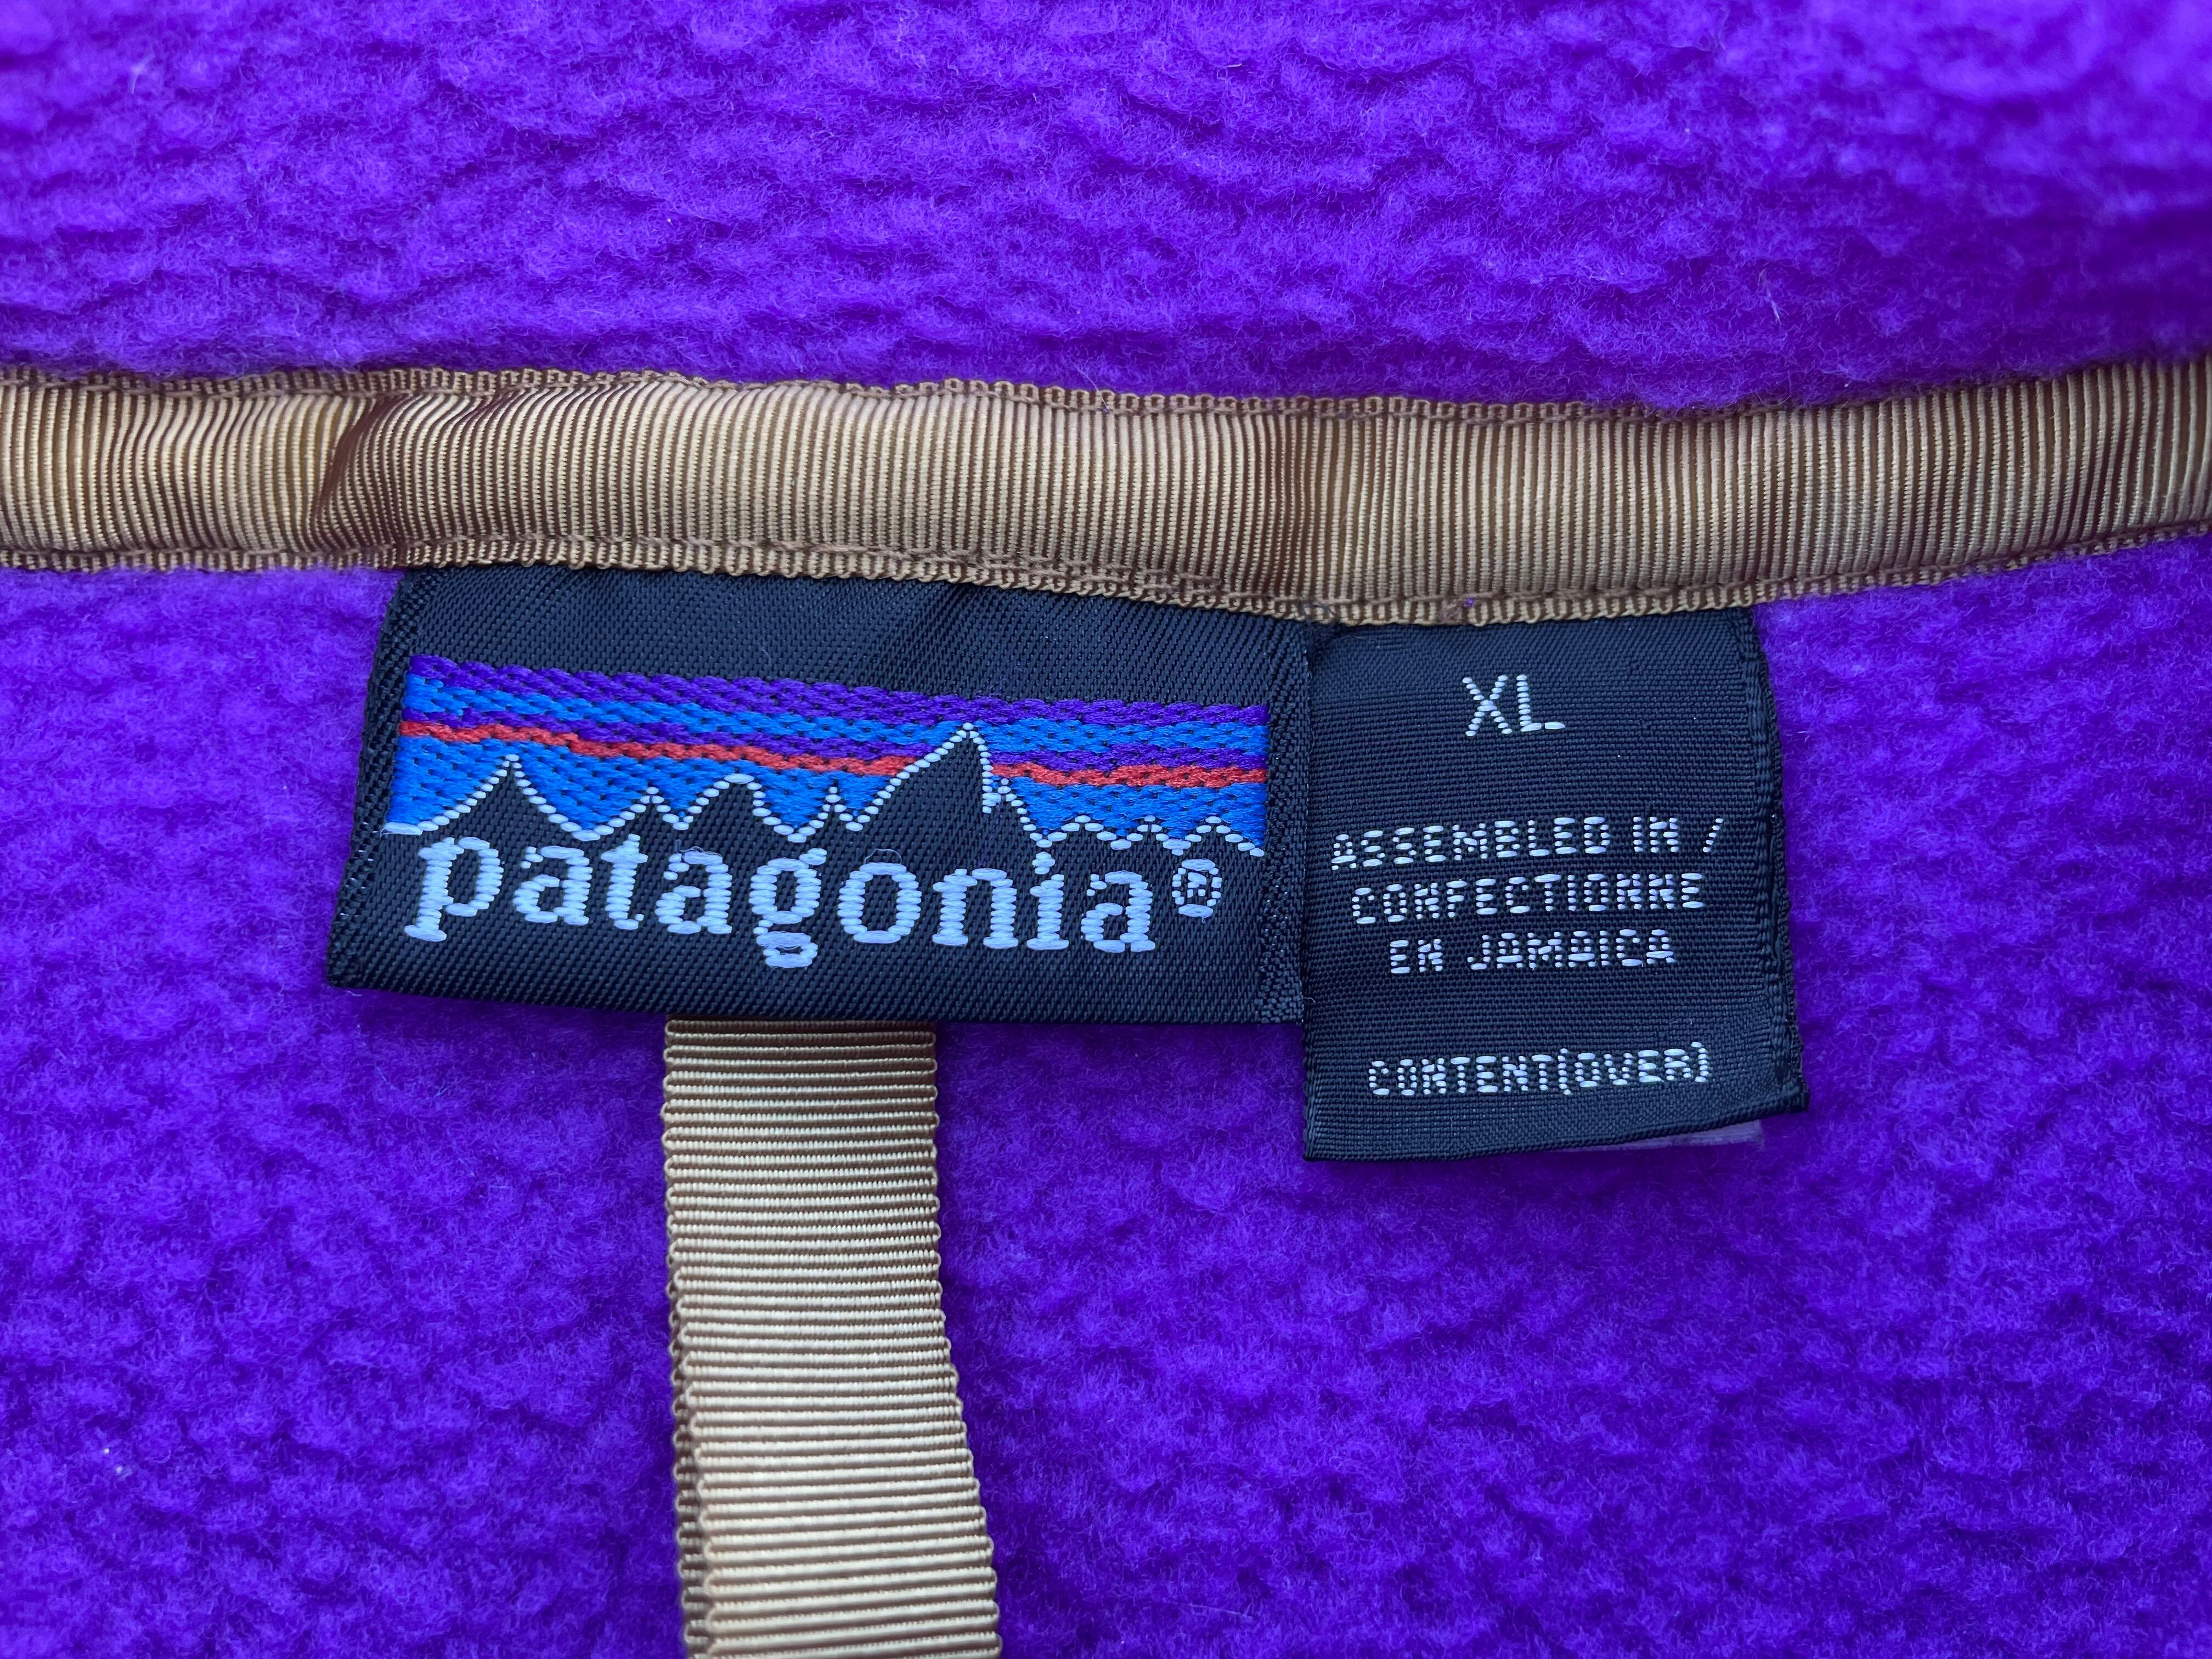 patagonia®
XL
ASSEMBLED IN /
CONFECTIONNE
EN JAMAICA
CONTENT(OVER)